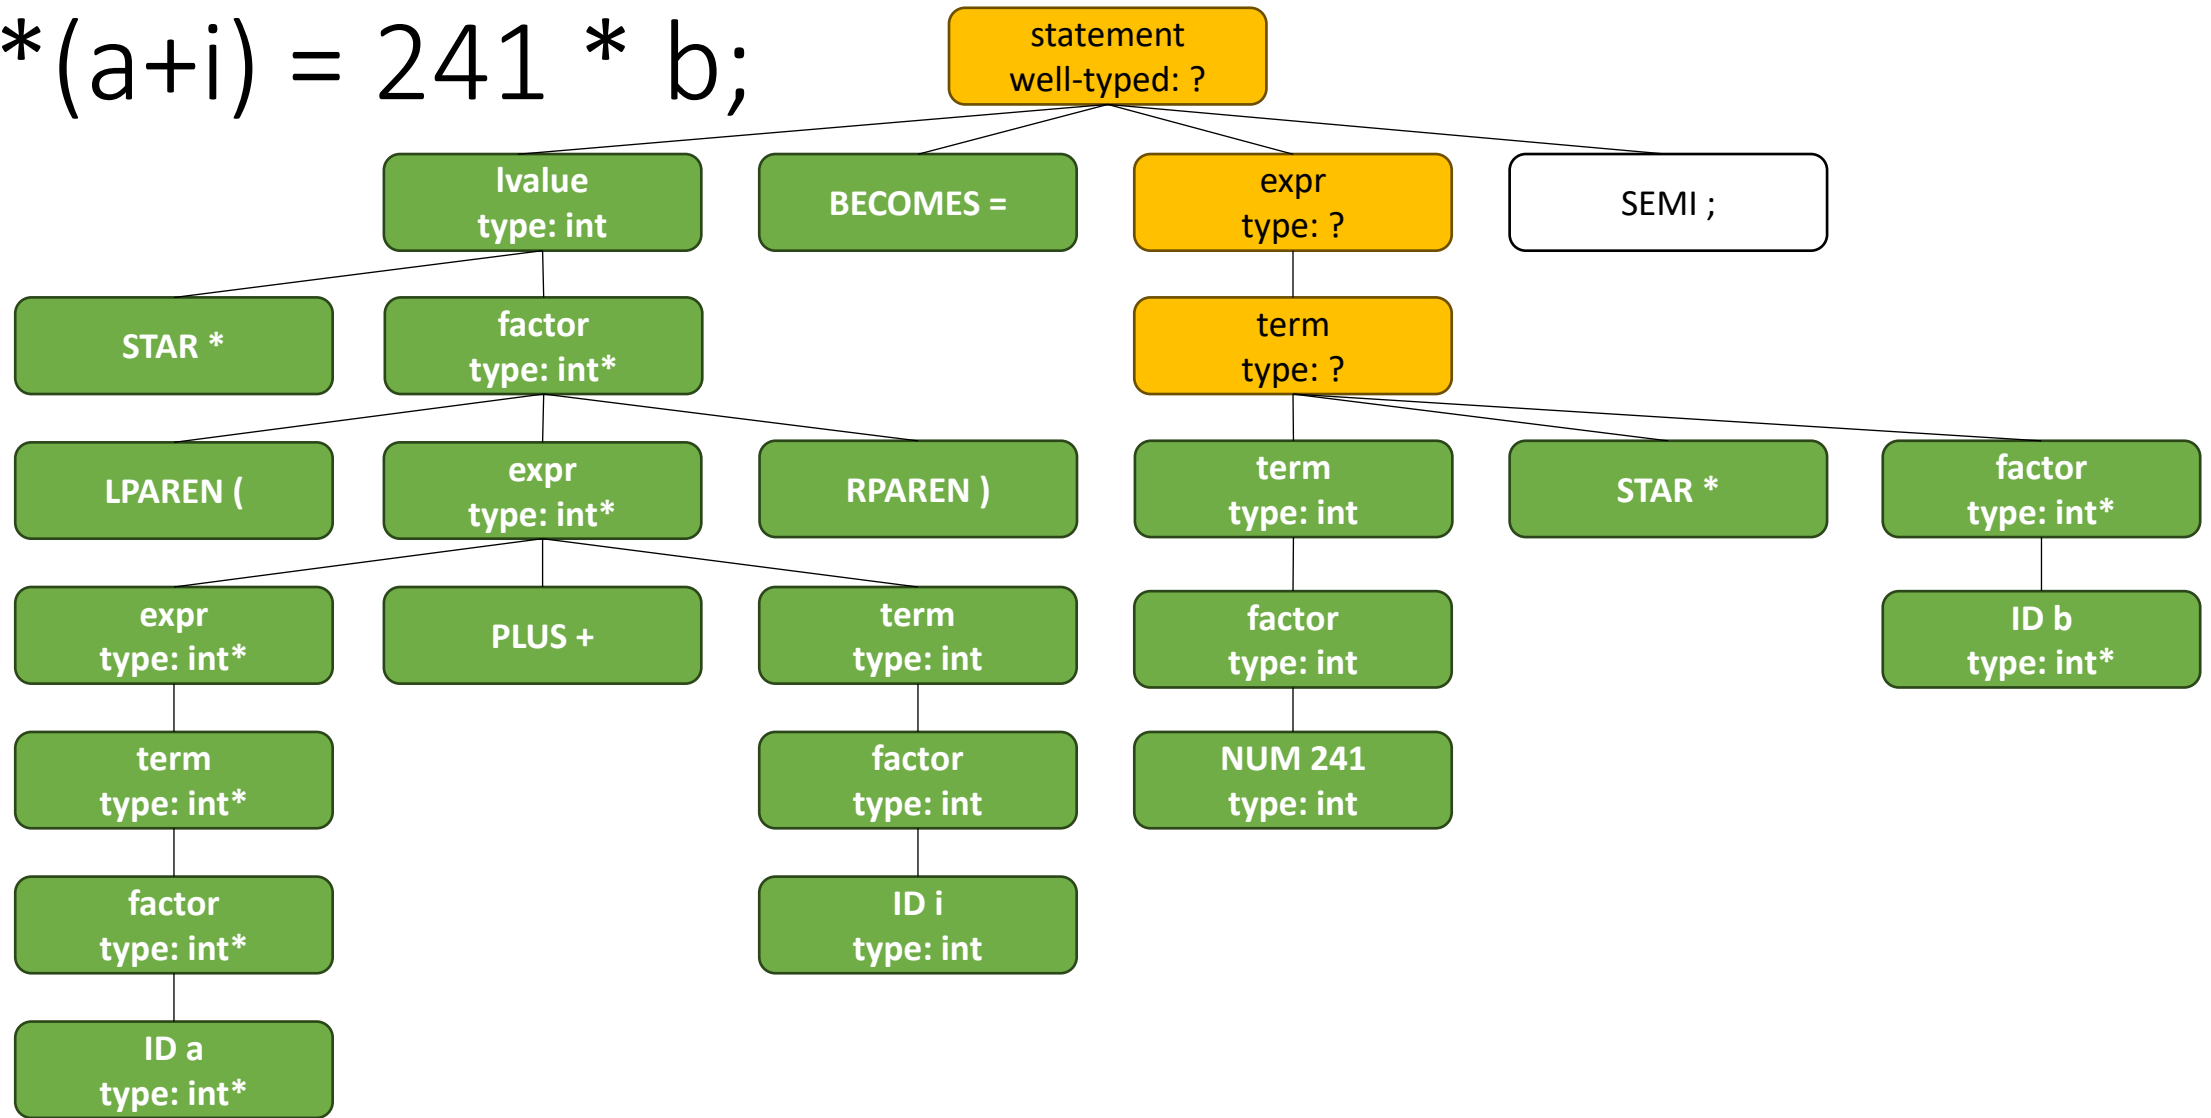 *(a+i) = 241 * b;
statement
well-typed: ?
lvalue
type: int
BECOMES =
expr
type: ?
SEMI ;
STAR *
factor
type: int*
term
type: ?
LPAREN (
expr
type: int*
RPAREN )
term
type: int
STAR *
factor
type: int*
expr
type: int*
PLUS +
term
type: int
factor
type: int
ID b
type: int*
term
type: int*
factor
type: int
NUM 241
type: int
factor
type: int*
ID i
type: int
ID a
type: int*